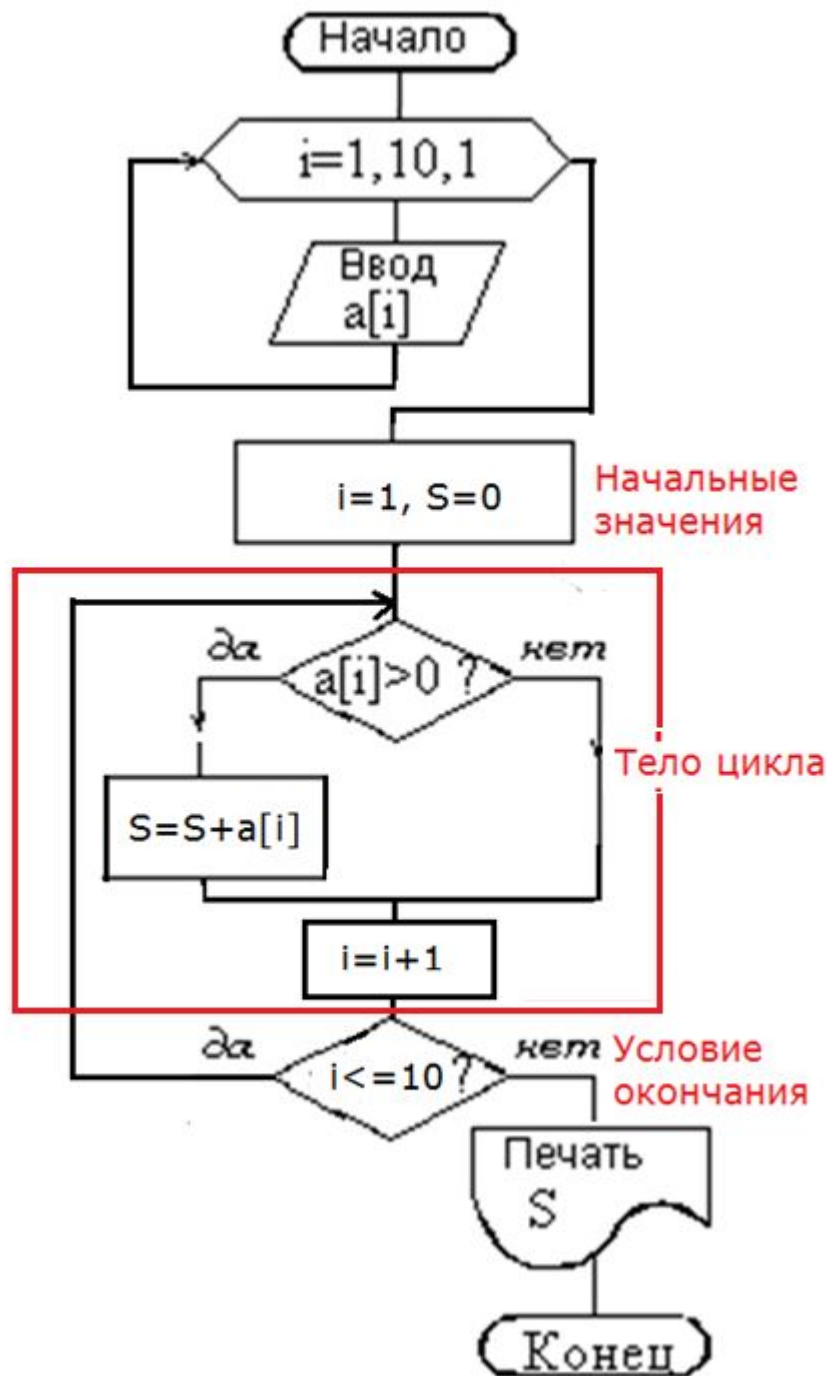 Начало
i=1,10,1
Ввод
a[i]
i=1, S=0
Начальные
значения
да
нет
a[i]>0 ?
Тело цикла
S=S+a[i]
i=i+1
да
нет
i<=10 ?
Условие
окончания
Печать
S
Конец